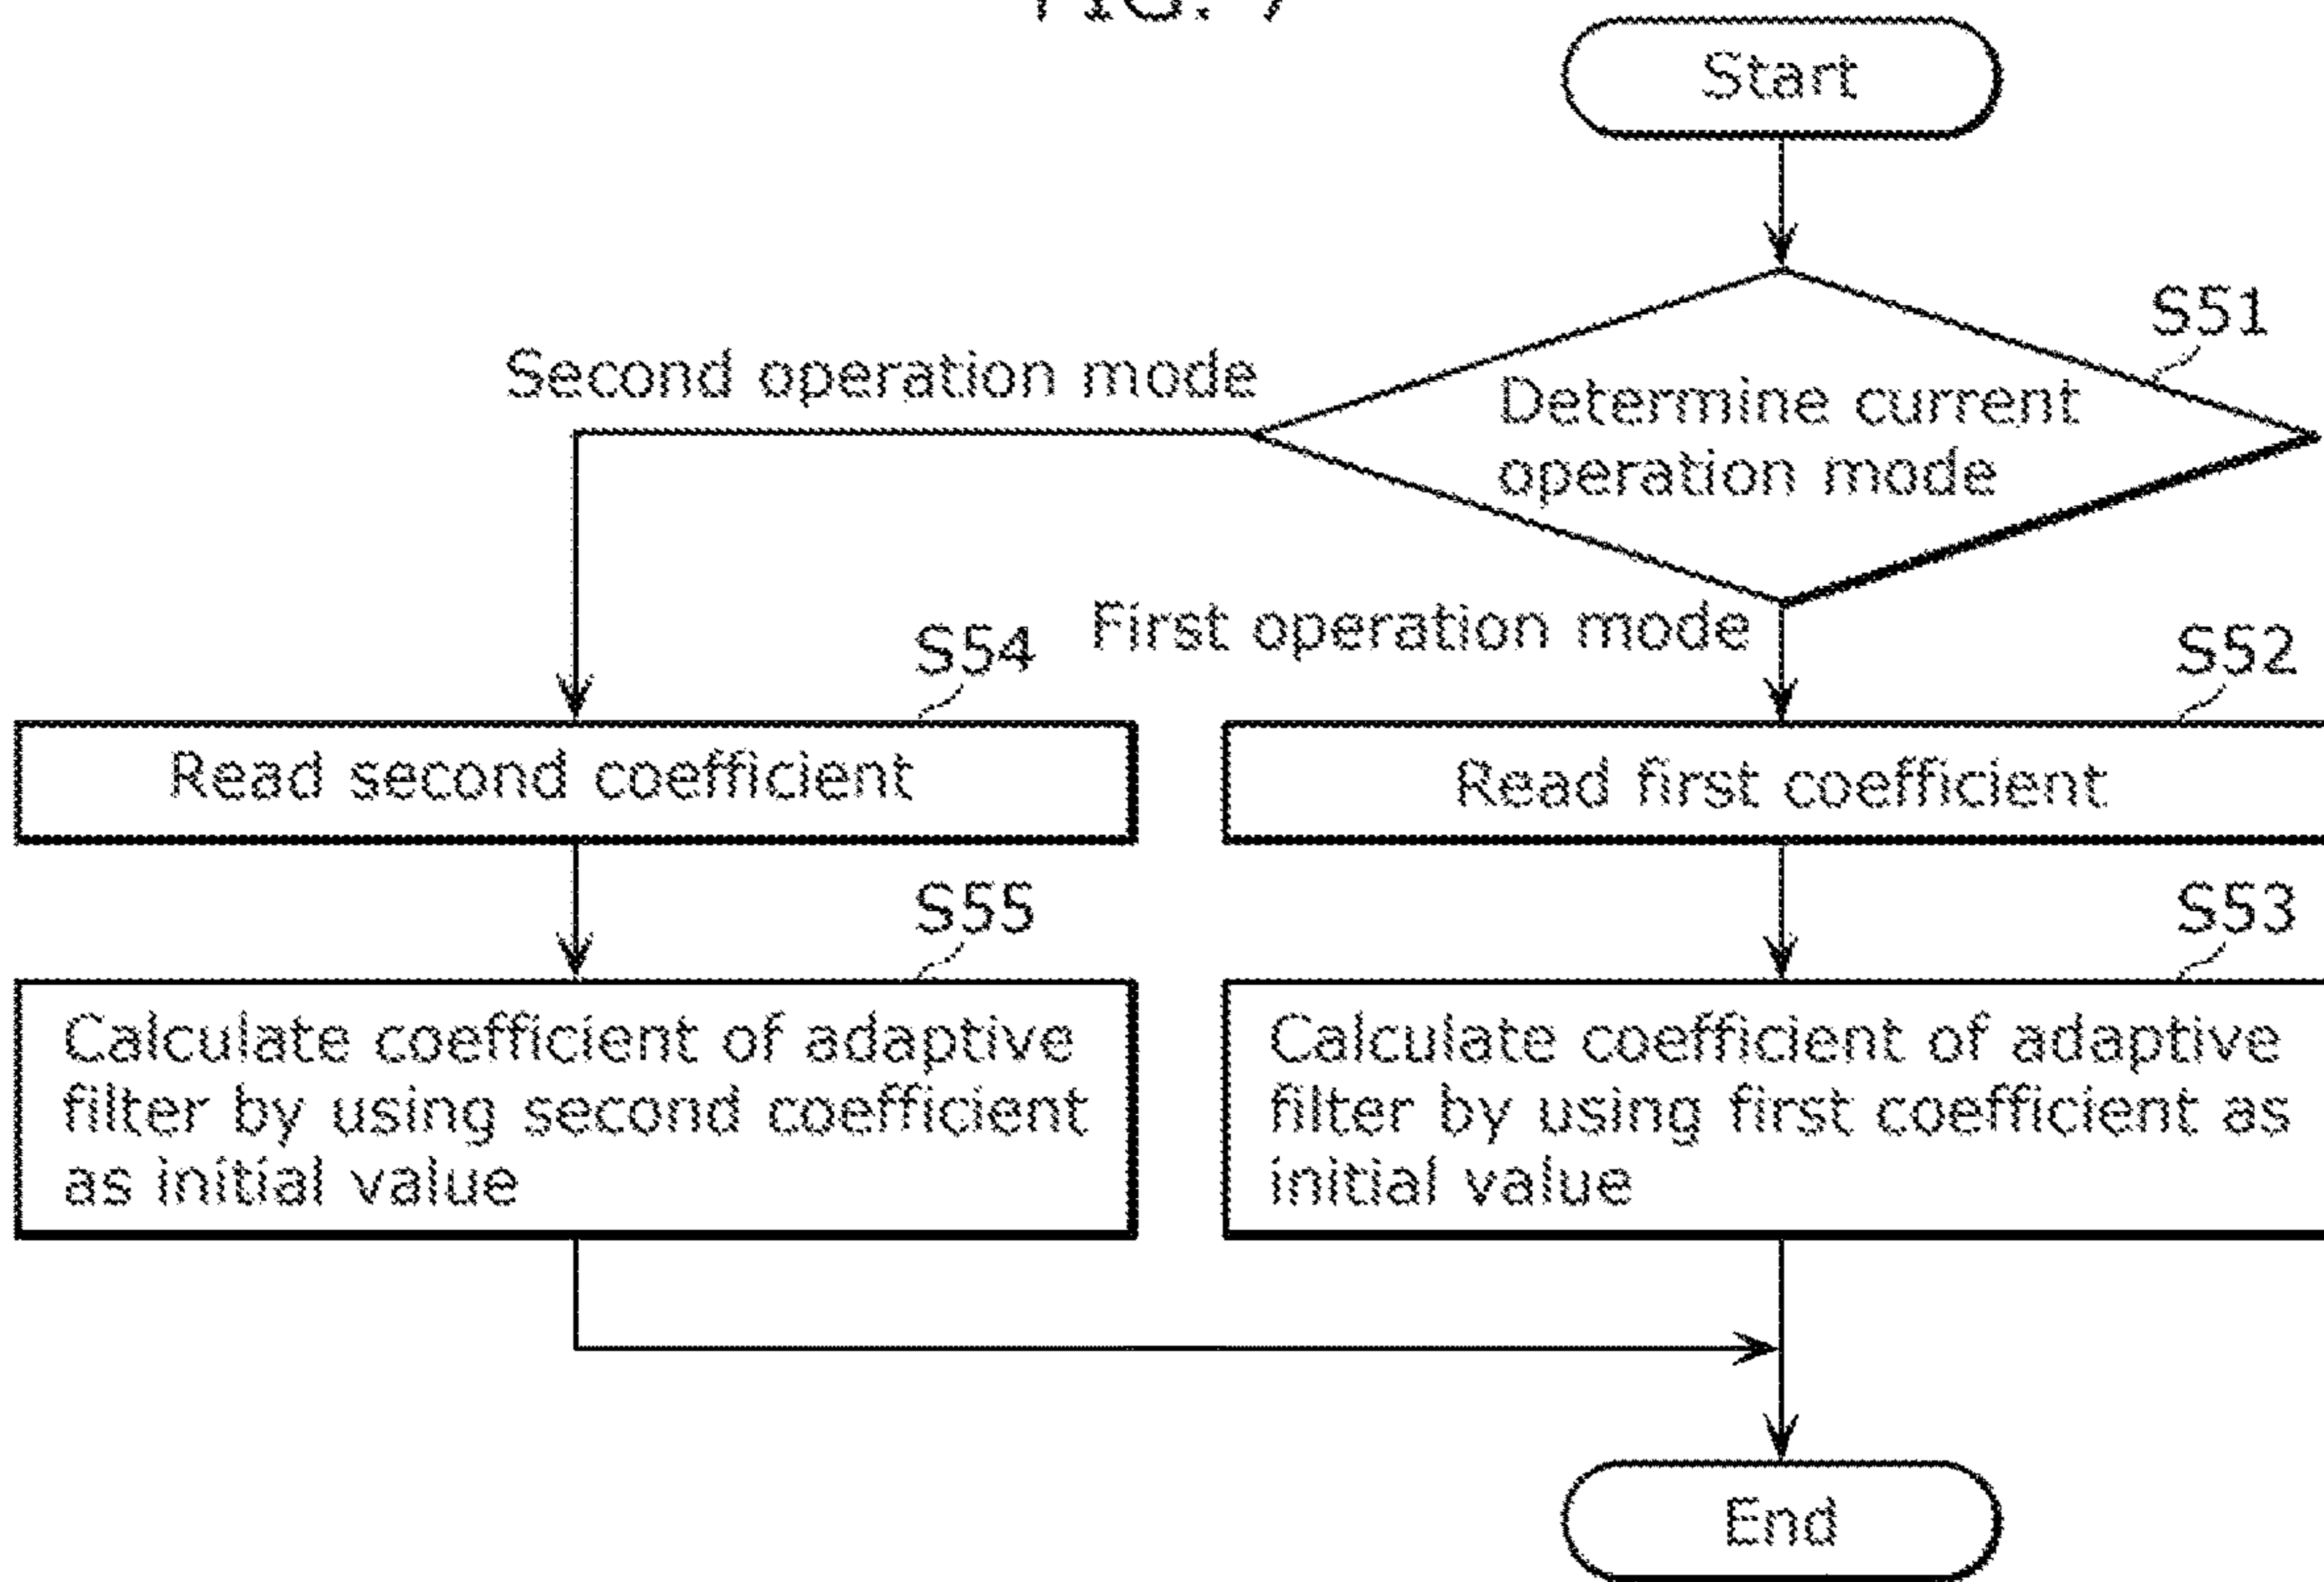 FIG. 7
Start
S51
Second operation mode
Determine current
operation mode
First operation mode
S54
S52
Read second coefficient
Read first coefficient
S55
S53
Calculate coefficient of adaptive
filter by using second coefficient
as initial value
Calculate coefficient of adaptive
filter by using first coefficient as
initial value
End